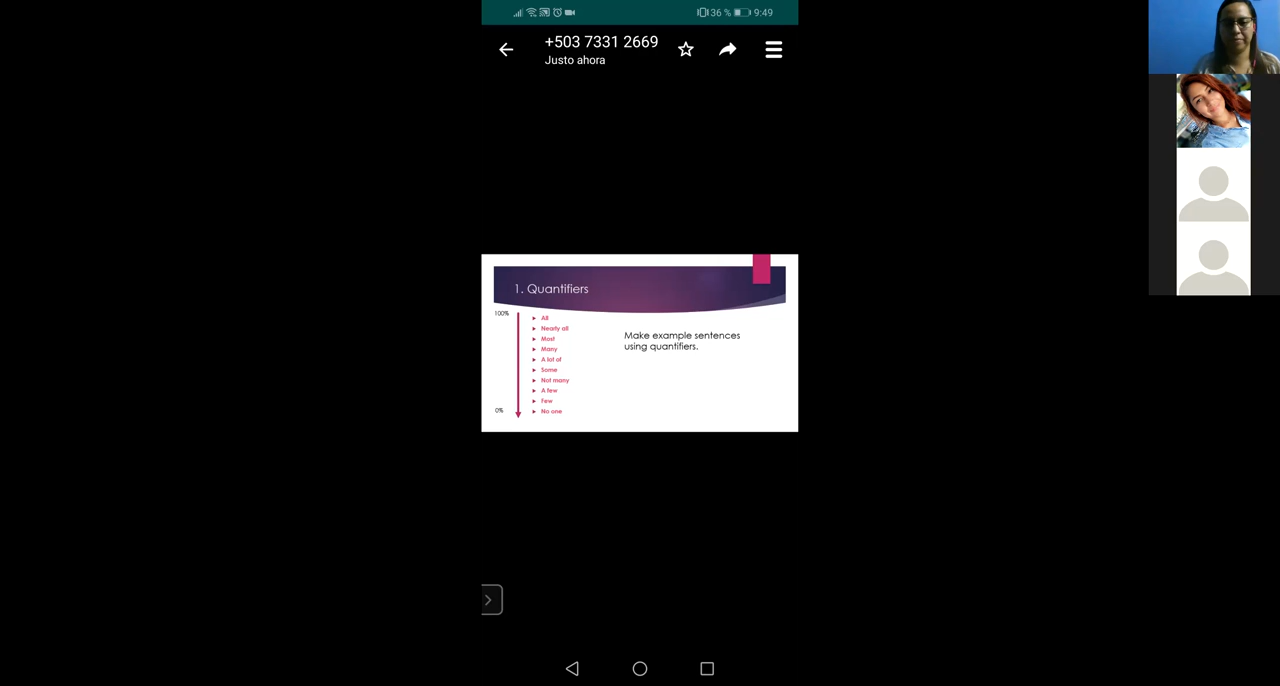 36 % 9:49
+503 7331 2669
Justo ahora
1. Quantifiers
100%
All
Nearly all
Most
Many
A lot of
Some
Not many
A few
Few
No one
0%
Make example sentences
using quantifiers.